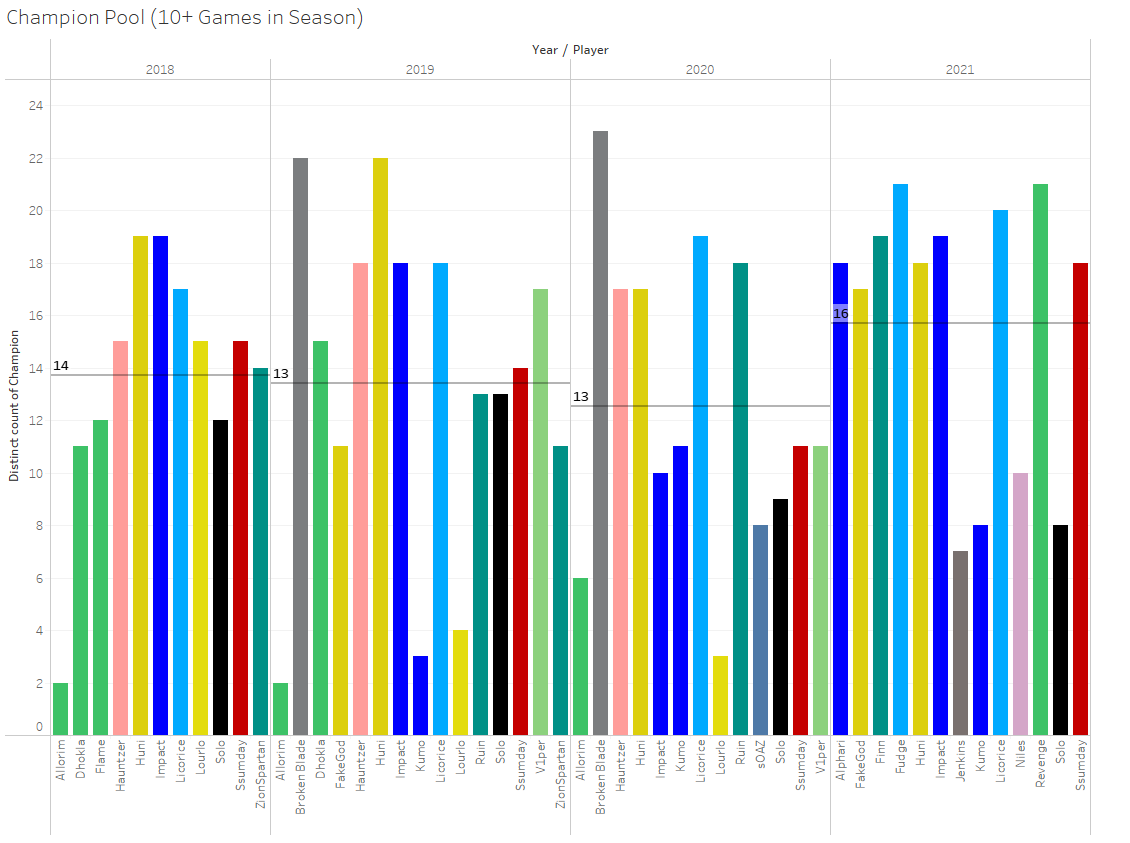 Champion Pool (10+ Games in Season)
Year / Player
2018 2019 2020 2021
Distinct count of Champion
24
22
20
18
16
14
12
10
8
6
4
2
0
14
13
13
16
Allorim
Dhokla
Flame
Hauntzer
Huni
Impact
Licorice
Lourlo
Solo
Ssumday
ZionSpartan
Allorim
Broken Blade
Dhokla
FakeGod
Hauntzer
Huni
Impact
Kumo
Licorice
Lourlo
Ruin
Solo
Ssumday
V1per
ZionSpartan
Allorim
Broken Blade
Hauntzer
Huni
Impact
Kumo
Licorice
Lourlo
Ruin
sOAZ
Solo
Ssumday
V1per
Alphari
FakeGod
Finn
Fudge
Huni
Impact
Jenkins
Kumo
Licorice
Niles
Revenge
Solo
Ssumday